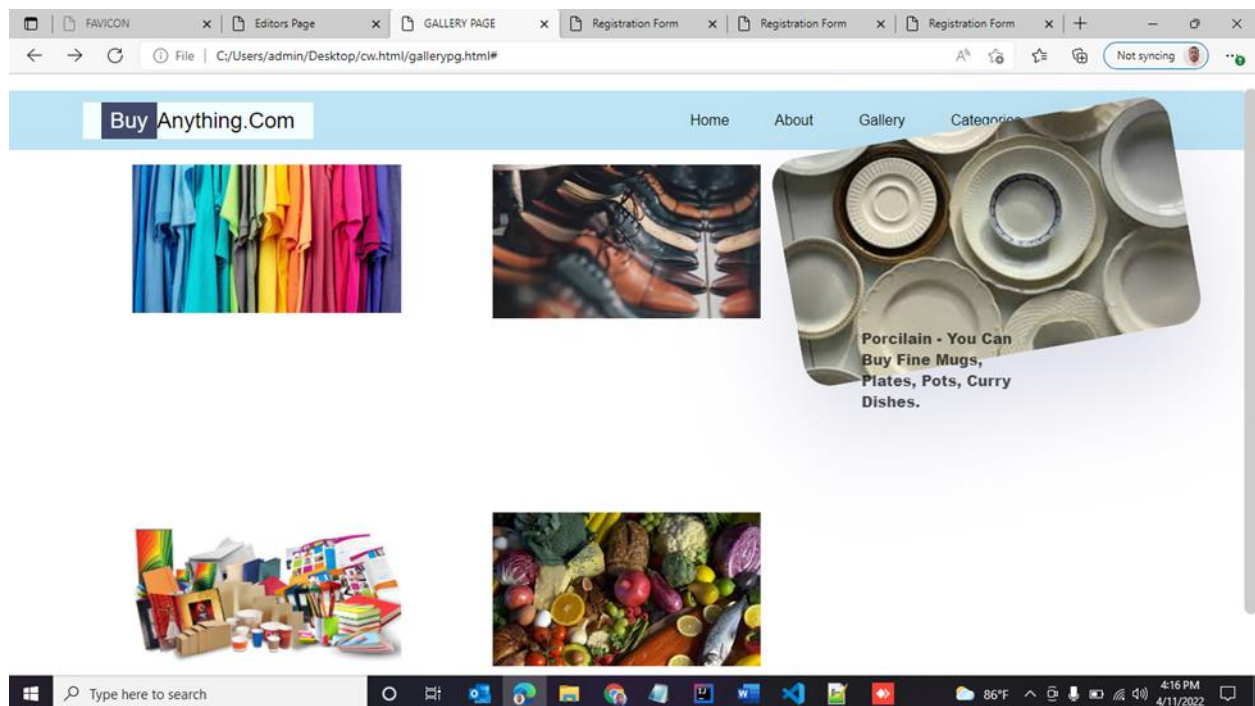 FAVICON
Editors Page
GALLERY PAGE
Registration Form
Registration Form
Registration Form
File | C:/Users/admin/Desktop/cw.html/gallerypg.html#
Not syncing
Buy Anything.Com
Home About Gallery Categories
Porcilain - You Can
Buy Fine Mugs,
Plates, Pots, Curry
Dishes.
Type here to search
86°F
4:16 PM
4/11/2022